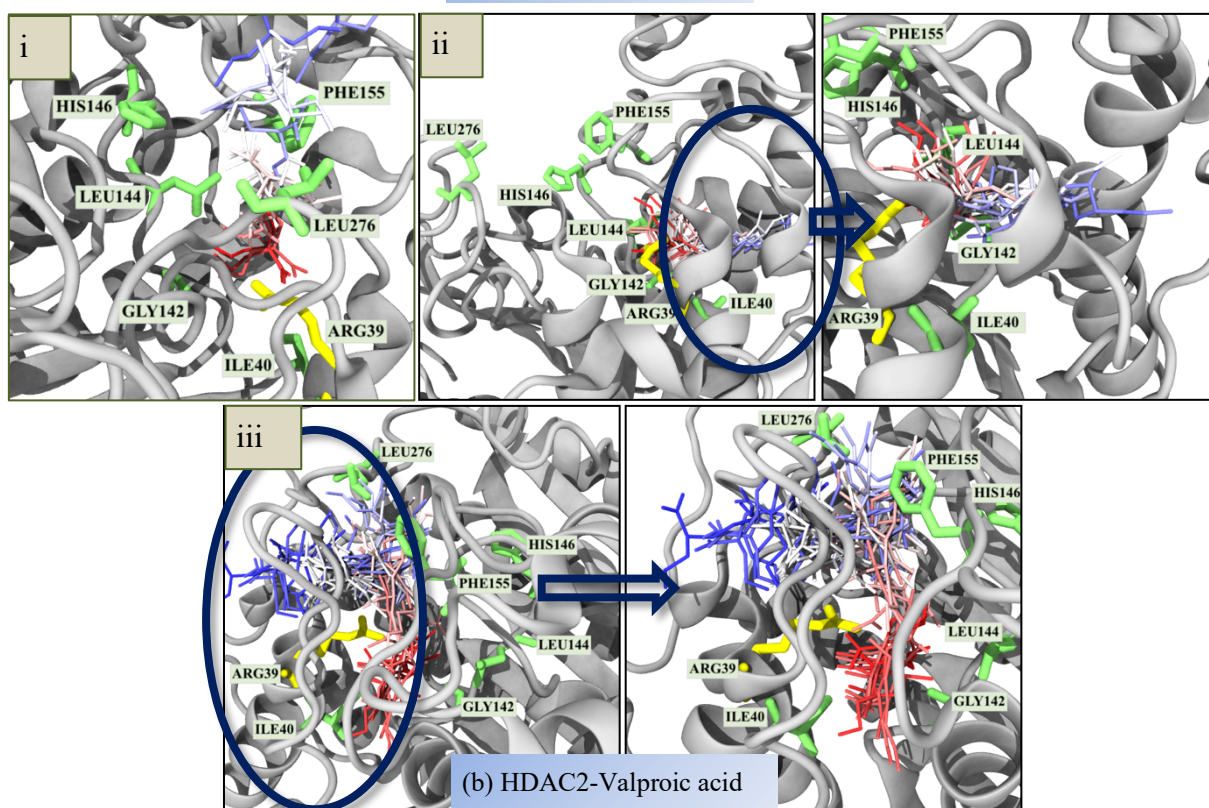 i
HIS146
PHE155
LEU144
LEU276
GLY142
ARG39
ILE40
ii
PHE155
LEU276
HIS146
LEU144
GLY142
ARG39
ILE40
PHE155
HIS146
LEU144
GLY142
ARG39
ILE40
iii
LEU276
HIS146
PHE155
LEU144
ARG39
GLY142
ILE40
LEU276
PHE155
HIS146
LEU144
ARG39
GLY142
ILE40
(b) HDAC2-Valproic acid